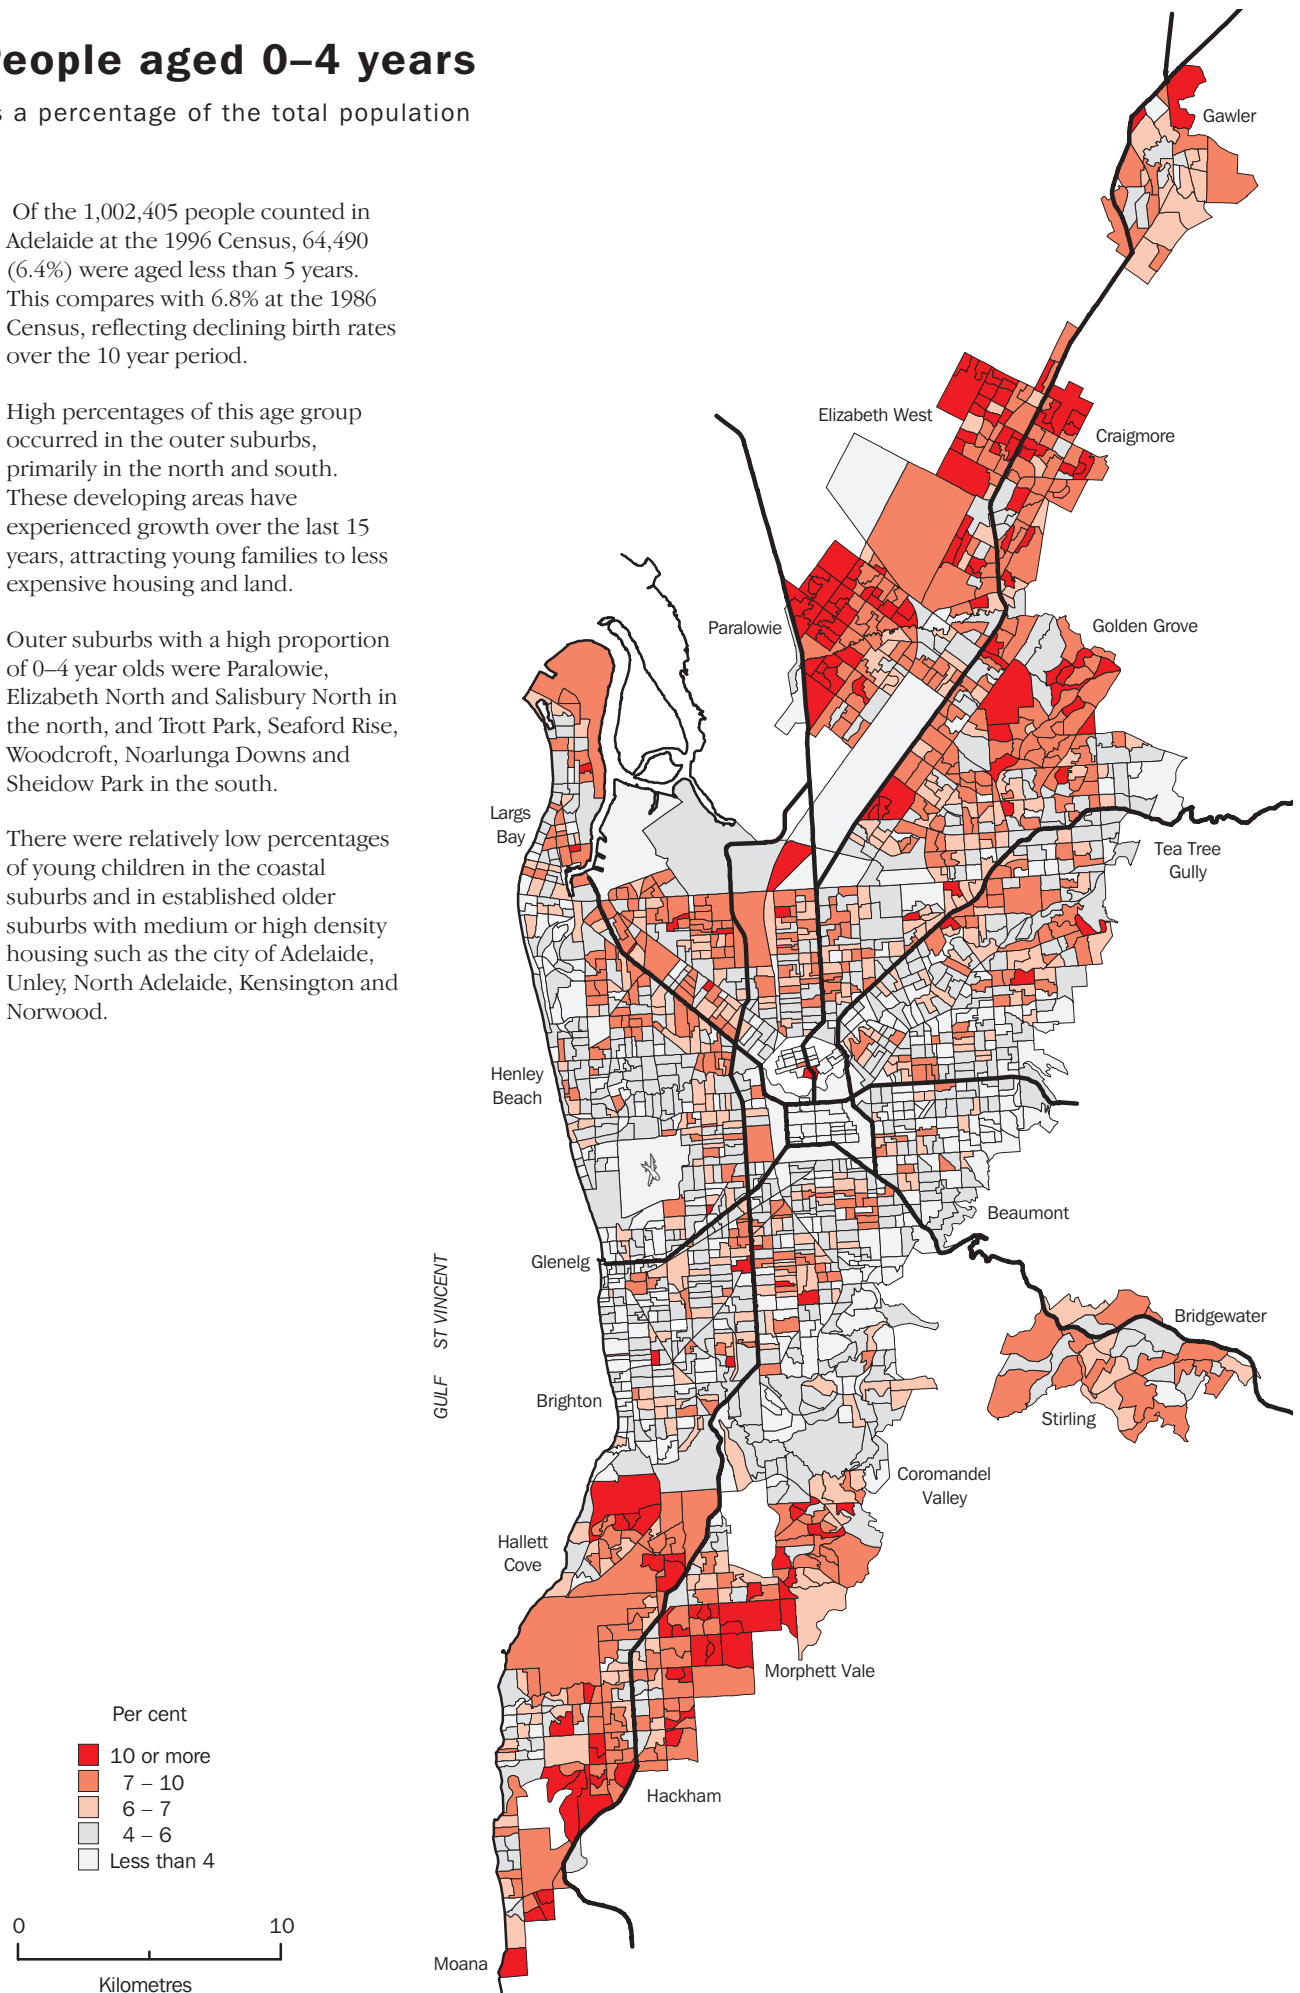 eople aged 0–4 years
s a percentage of the total population
Of the 1,002,405 people counted in
Adelaide at the 1996 Census, 64,490
(6.4%) were aged less than 5 years.
This compares with 6.8% at the 1986
Census, reflecting declining birth rates
over the 10 year period.
High percentages of this age group
occurred in the outer suburbs,
primarily in the north and south.
These developing areas have
experienced growth over the last 15
years, attracting young families to less
expensive housing and land.
Outer suburbs with a high proportion
of 0–4 year olds were Paralowie,
Elizabeth North and Salisbury North in
the north, and Trott Park, Seaford Rise,
Woodcroft, Noarlunga Downs and
Sheidow Park in the south.
There were relatively low percentages
of young children in the coastal
suburbs and in established older
suburbs with medium or high density
housing such as the city of Adelaide,
Unley, North Adelaide, Kensington and
Norwood.
Gawler
Elizabeth West
Craigmore
Paralowie
Golden Grove
Largs
Bay
Tea Tree
Gully
Henley
Beach
Beaumont
Glenelg
GULF ST VINCENT
Bridgewater
Brighton
Stirling
Coromandel
Valley
Hallett
Cove
Morphett Vale
Hackham
Moana
Per cent
10 or more
7 – 10
6 – 7
4 – 6
Less than 4
0 10
Kilometres